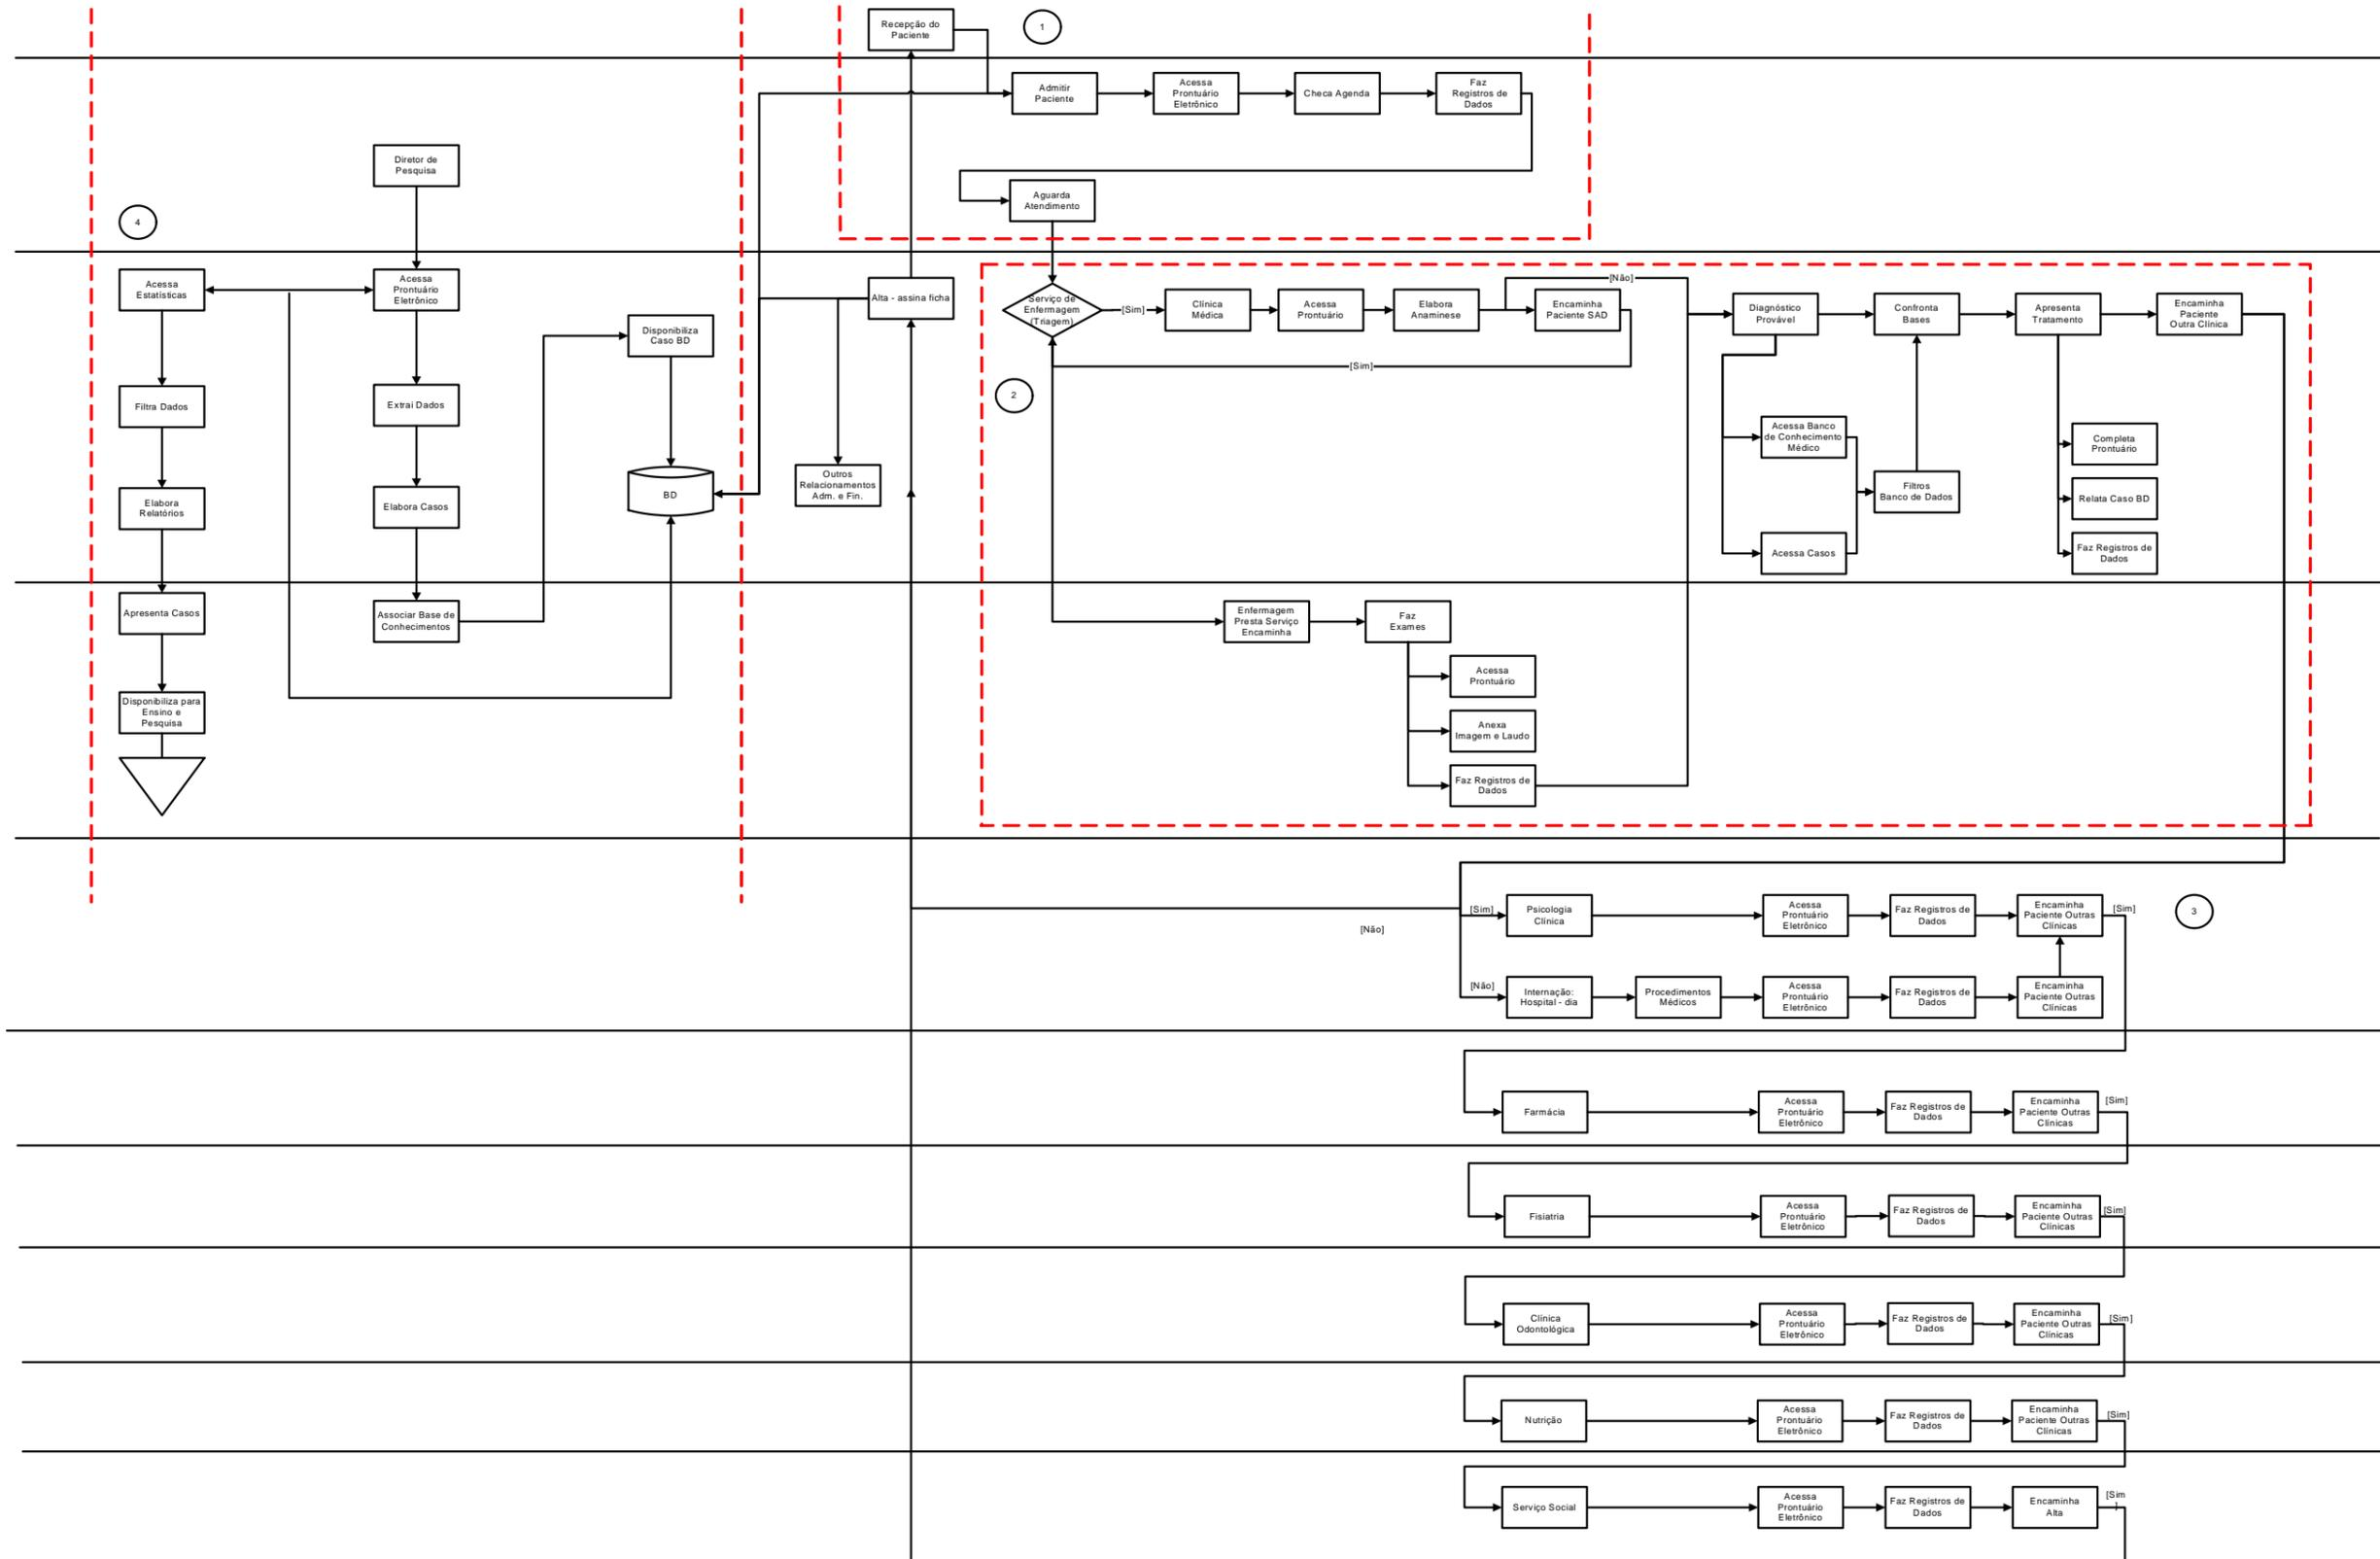 Recepção do
Paciente
1
Admitir
Paciente
Acessa
Prontuário
Eletrônico
Checa Agenda
Faz
Registros de
Dados
Diretor de
Pesquisa
Aguarda
Atendimento
4
Acessa
Estatísticas
Acessa
Prontuário
Eletrônico
Disponibiliza
Caso BD
Alta - assina ficha
Serviço de
Enfermagem
(Triagem)
[Sim]
Clínica
Médica
Acessa
Prontuário
Elabora
Anaminese
Encaminha
Paciente SAD
[Não]
[Sim]
Diagnóstico
Provável
Confronta
Bases
Apresenta
Tratamento
Encaminha
Paciente
Outra Clínica
2
Filtra Dados
Extrai Dados
Acessa Banco
de Conhecimento
Médico
Completa
Prontuário
Elabora
Relatórios
Elabora Casos
BD
Outros
Relacionamentos
Adm. e Fin.
Filtros
Banco de Dados
Relata Caso BD
Acessa Casos
Faz Registros de
Dados
Apresenta Casos
Associar Base de
Conhecimentos
Enfermagem
Presta Serviço
Encaminha
Faz
Exames
Acessa
Prontuário
Disponibiliza para
Ensino e
Pesquisa
Anexa
Imagem e Laudo
Faz Registros de
Dados
[Não]
[Sim]
Psicologia
Clínica
Acessa
Prontuário
Eletrônico
Faz Registros de
Dados
Encaminha
Paciente Outras
Clínicas
[Sim]
3
[Não]
Internação:
Hospital - dia
Procedimentos
Médicos
Acessa
Prontuário
Eletrônico
Faz Registros de
Dados
Encaminha
Paciente Outras
Clínicas
Farmácia
Acessa
Prontuário
Eletrônico
Faz Registros de
Dados
Encaminha
Paciente Outras
Clínicas
[Sim]
Fisiatria
Acessa
Prontuário
Eletrônico
Faz Registros de
Dados
Encaminha
Paciente Outras
Clínicas
[Sim]
Clínica
Odontológica
Acessa
Prontuário
Eletrônico
Faz Registros de
Dados
Encaminha
Paciente Outras
Clínicas
[Sim]
Nutrição
Acessa
Prontuário
Eletrônico
Faz Registros de
Dados
Encaminha
Paciente Outras
Clínicas
[Sim]
Serviço Social
Acessa
Prontuário
Eletrônico
Faz Registros de
Dados
Encaminha
Alta
[Sim
]